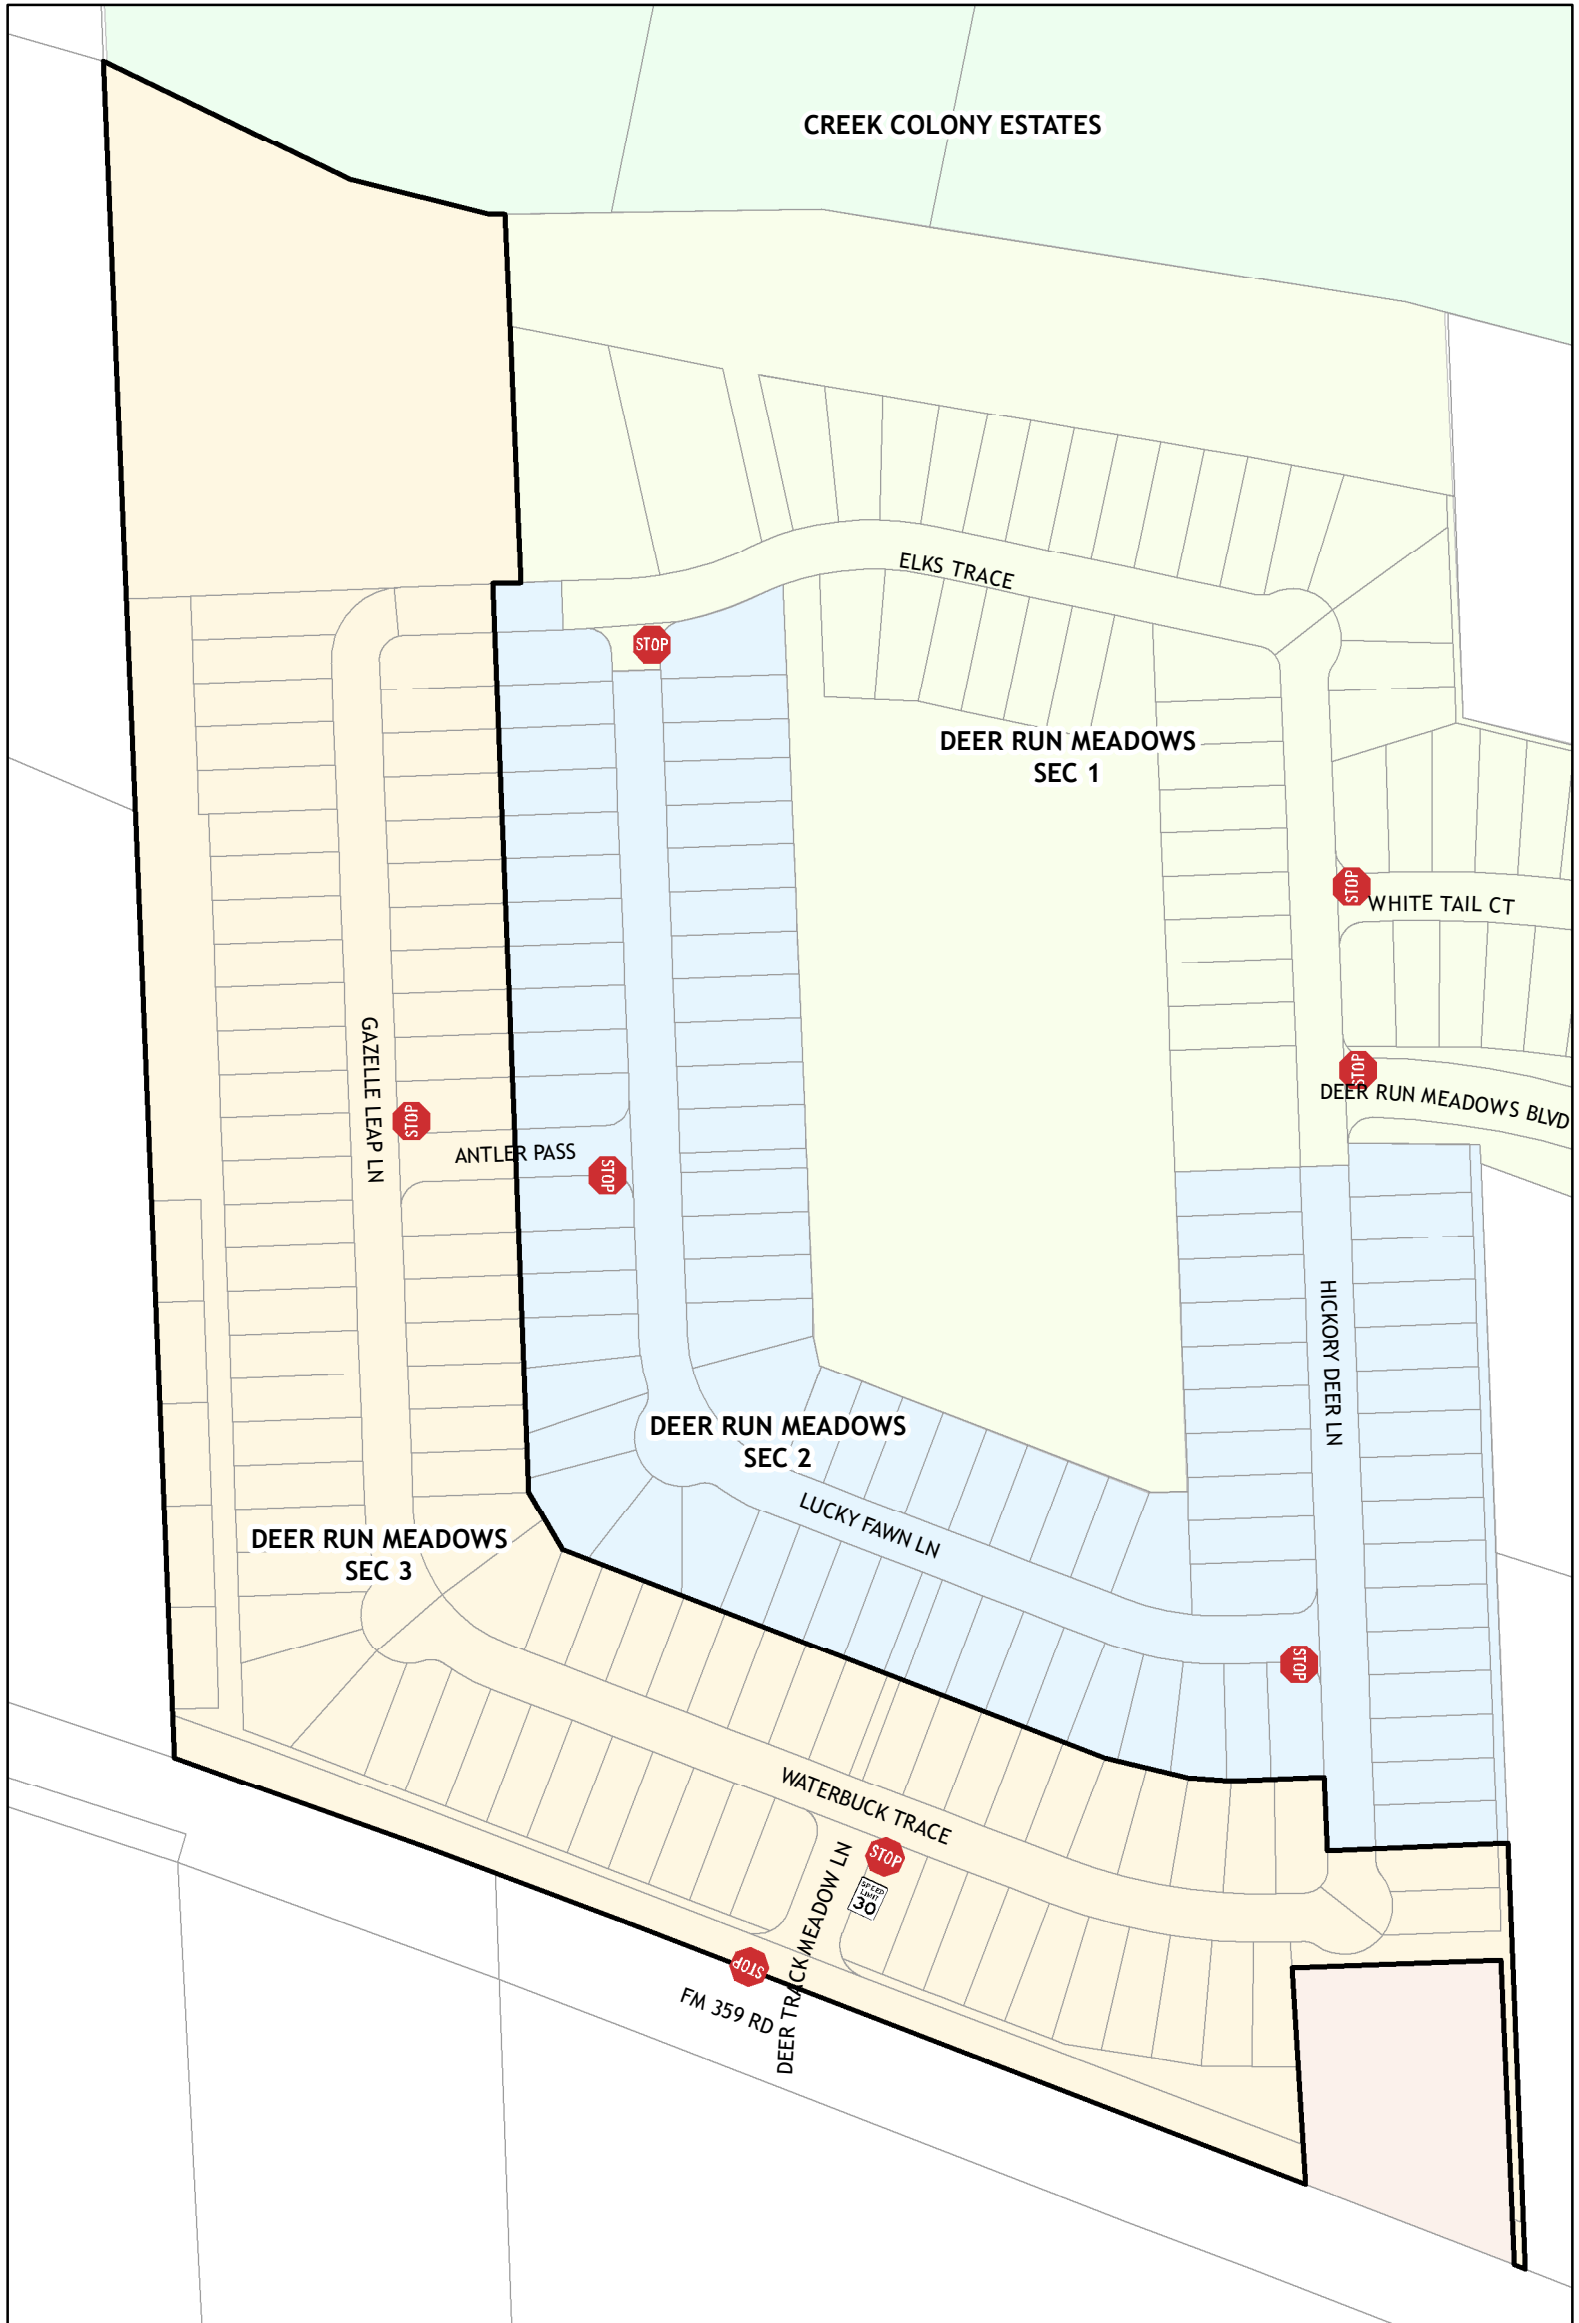 CREEK COLONY ESTATES
ELKS TRACE
STOP
DEER RUN MEADOWS
SEC 1
STOP
WHITE TAIL CT
STOP
DEER RUN MEADOWS BLVD
GAZELLE LEAP LN
STOP
ANTLER PASS
STOP
HICKORY DEER LN
DEER RUN MEADOWS
SEC 2
LUCKY FAWN LN
DEER RUN MEADOWS
SEC 3
STOP
WATERBUCK TRACE
STOP
SPEED
LIMIT
30
DEER TRACK MEADOW LN
STOP
FM 359 RD